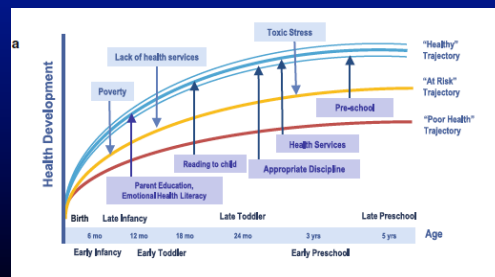 a
Toxic Stress
"Healthy"
Trajectory
Lack of health services
Poverty
"At Risk"
Trajectory
Pre-school
"Poor Health"
Trajectory
Health Services
Reading to child
Appropriate Discipline
Parent Education,
Emotional Health Literacy
Health Development
Birth
Late Infancy
Late Toddler
Late Preschool
6 mo
12 mo
18 mo
24 mo
3 yrs
5 yrs
Age
Early Infancy
Early Toddler
Early Preschool